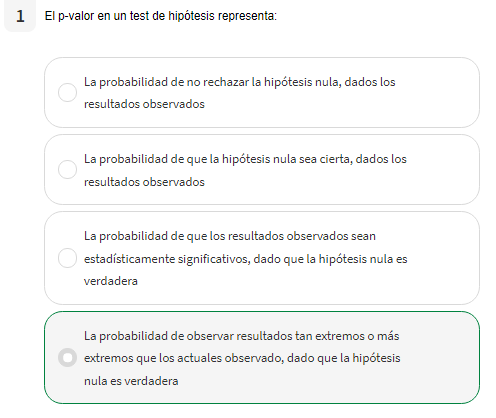 1 El p-valor en un test de hipótesis representa:
La probabilidad de no rechazar la hipótesis nula, dados los
resultados observados
La probabilidad de que la hipótesis nula sea cierta, dados los
resultados observados
La probabilidad de que los resultados observados sean
estadísticamente significativos, dado que la hipótesis nula es
verdadera
La probabilidad de observar resultados tan extremos o más
extremos que los actuales observado, dado que la hipótesis
nula es verdadera